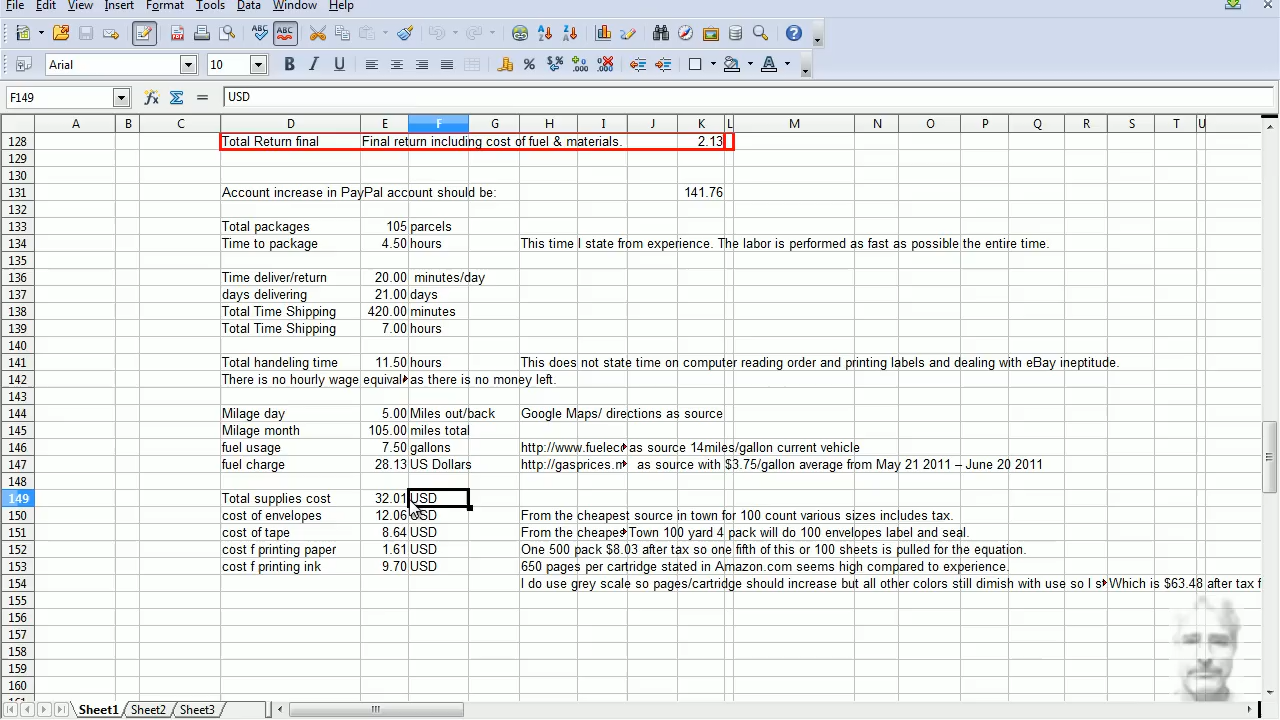 File Edit View Insert Format Tools Data Window Help
Arial 10
F149 USD
A B C D E F G H I J K L M N O P Q R S T U
128 Total Return final Final return including cost of fuel & materials. 2.13
129
130
131 Account increase in PayPal account should be: 141.76
132
133 Total packages 105 parcels
134 Time to package 4.50 hours This time I state from experience. The labor is performed as fast as possible the entire time.
135
136 Time deliver/return 20.00 minutes/day
137 days delivering 21.00 days
138 Total Time Shipping 420.00 minutes
139 Total Time Shipping 7.00 hours
140
141 Total handeling time 11.50 hours This does not state time on computer reading order and printing labels and dealing with eBay ineptitude.
142 There is no hourly wage equival as there is no money left.
143
144 Milage day 5.00 Miles out/back Google Maps/ directions as source
145 Milage month 105.00 miles total
146 fuel usage 7.50 gallons http://www.fuelec as source 14miles/gallon current vehicle
147 fuel charge 28.13 US Dollars http://gasprices.m as source with $3.75/gallon average from May 21 2011 – June 20 2011
148
149 Total supplies cost 32.01 USD
150 cost of envelopes 12.06 USD From the cheapest source in town for 100 count various sizes includes tax.
151 cost of tape 8.64 USD From the cheapes Town 100 yard 4 pack will do 100 envelopes label and seal.
152 cost f printing paper 1.61 USD One 500 pack $8.03 after tax so one fifth of this or 100 sheets is pulled for the equation.
153 cost f printing ink 9.70 USD 650 pages per cartridge stated in Amazon.com seems high compared to experience.
154 I do use grey scale so pages/cartridge should increase but all other colors still dimish with use so I s Which is $63.48 after tax f
155
156
157
158
159
160
Sheet1 Sheet2 Sheet3